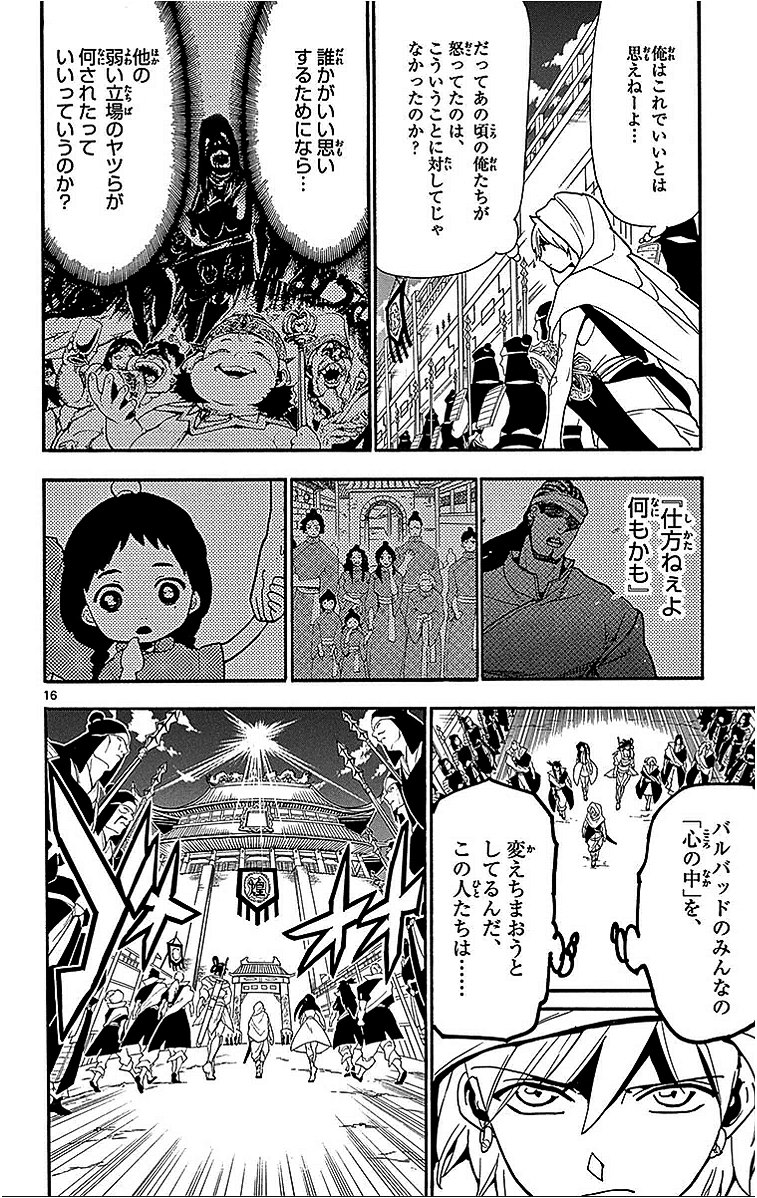 俺はこれでいいとは
思えねーよ…
だってあの頃の俺たちが
怒ってたのは、
こういうことに対してじゃ
なかったのか？
誰かがいい思い
するためになら…
他の
弱い立場のヤツらが
何されたって
いいっていうのか？
『仕方ねぇよ
何もかも』
16
バルバッドのみんなの
「心の中」を、
変えちまおうと
してるんだ、
この人たちは……
ザッ
ザッ
煌